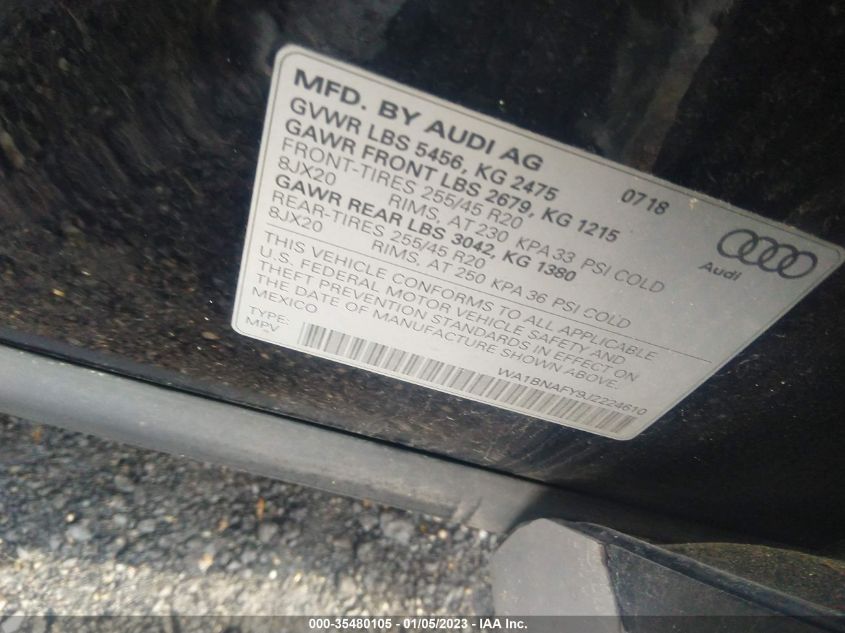 MFD. BY AUDI AG 0718
GVWR LBS 5456, KG 2475
GAWR FRONT LBS 2679, KG 1215
FRONT-TIRES 255/45 R20
8JX20 RIMS, AT 230 KPA 33 PSI COLD
GAWR REAR LBS 3042, KG 1380
REAR-TIRES 255/45 R20
8JX20 RIMS, AT 250 KPA 36 PSI COLD
Audi
THIS VEHICLE CONFORMS TO ALL APPLICABLE
U.S. FEDERAL MOTOR VEHICLE SAFETY AND
THEFT PREVENTION STANDARDS IN EFFECT ON
THE DATE OF MANUFACTURE SHOWN ABOVE.
MEXICO
TYPE:
MPV
WA1BNAFY9J2224610
000-35480105 - 01/05/2023 - IAA Inc.